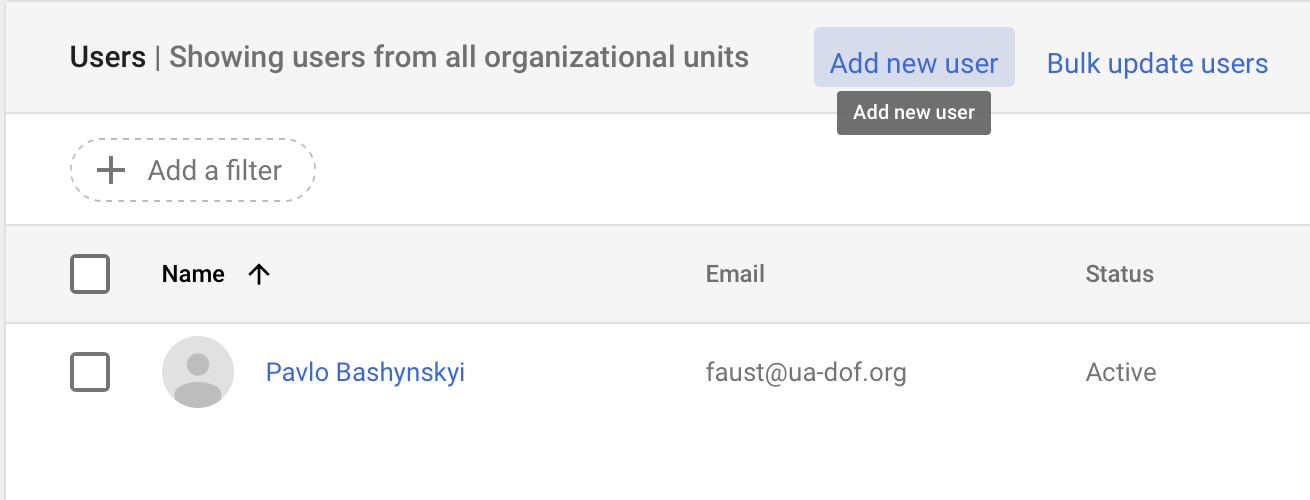 Users | Showing users from all organizational units
Add new user
Bulk update users
Add new user
Add a filter
Name
Email
Status
Pavlo Bashynskyi
faust@ua-dof.org
Active